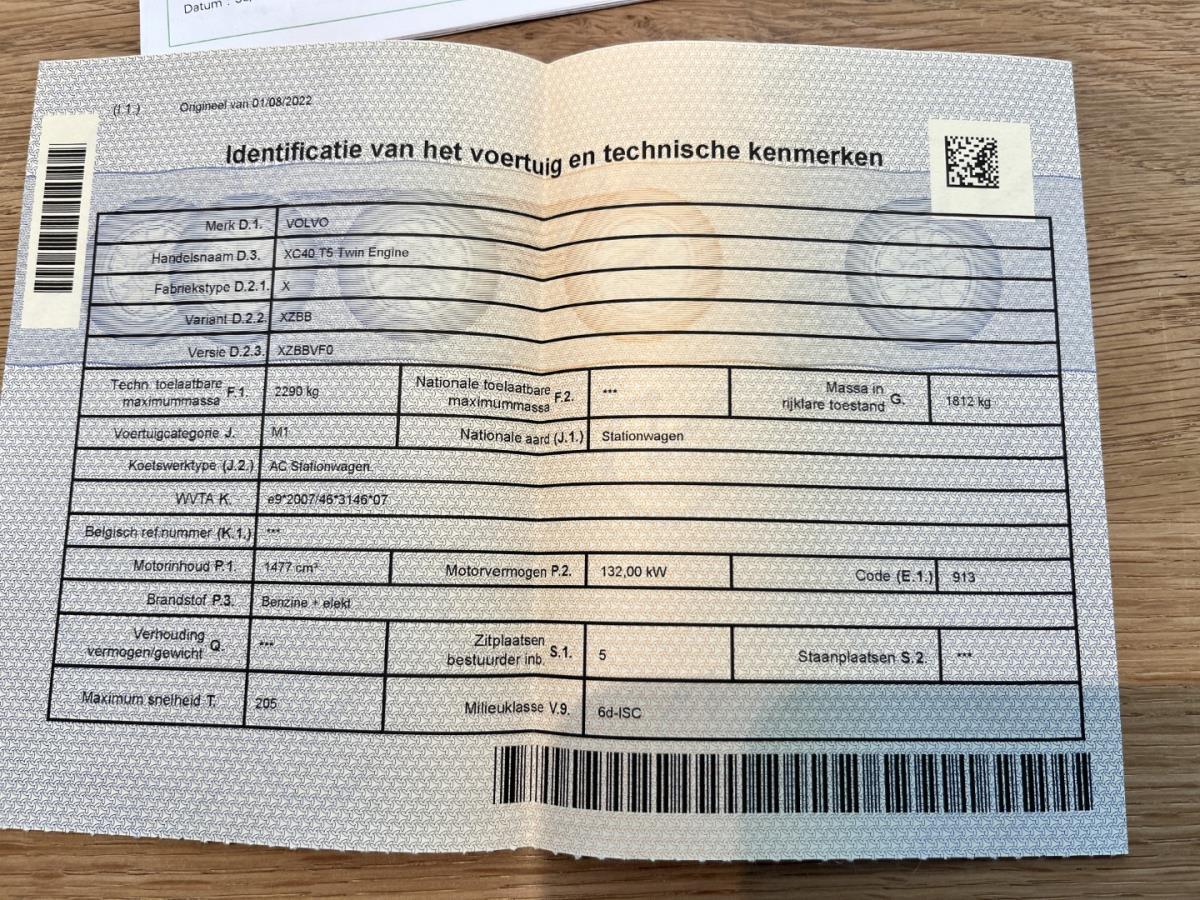 Datum :
(I.1.) Origineel van 01/08/2022
Identificatie van het voertuig en technische kenmerken
Merk D.1. VOLVO
Handelsnaam D.3. XC40 T5 Twin Engine
Fabriekstype D.2.1. X
Variant D.2.2. XZBB
Versie D.2.3. XZBBVF0
Techn. toelaatbare maximummassa F.1. 2290 kg Nationale toelaatbare maximummassa F.2. *** Massa in rijklare toestand G. 1812 kg
Voertuigcategorie J. M1 Nationale aard (J.1.) Stationwagen
Koetswerktype (J.2.) AC Stationwagen
WVTA K. e9*2007/46*3146*07
Belgisch ref.nummer (K.1.) ***
Motorinhoud P.1. 1477 cm³ Motorvermogen P.2. 132,00 kW Code (E.1.) 913
Brandstof P.3. Benzine + elekt
Verhouding vermogen/gewicht Q. *** Zitplaatsen bestuurder inb. S.1. 5 Staanplaatsen S.2. ***
Maximum snelheid T. 205 Milieuklasse V.9. 6d-ISC